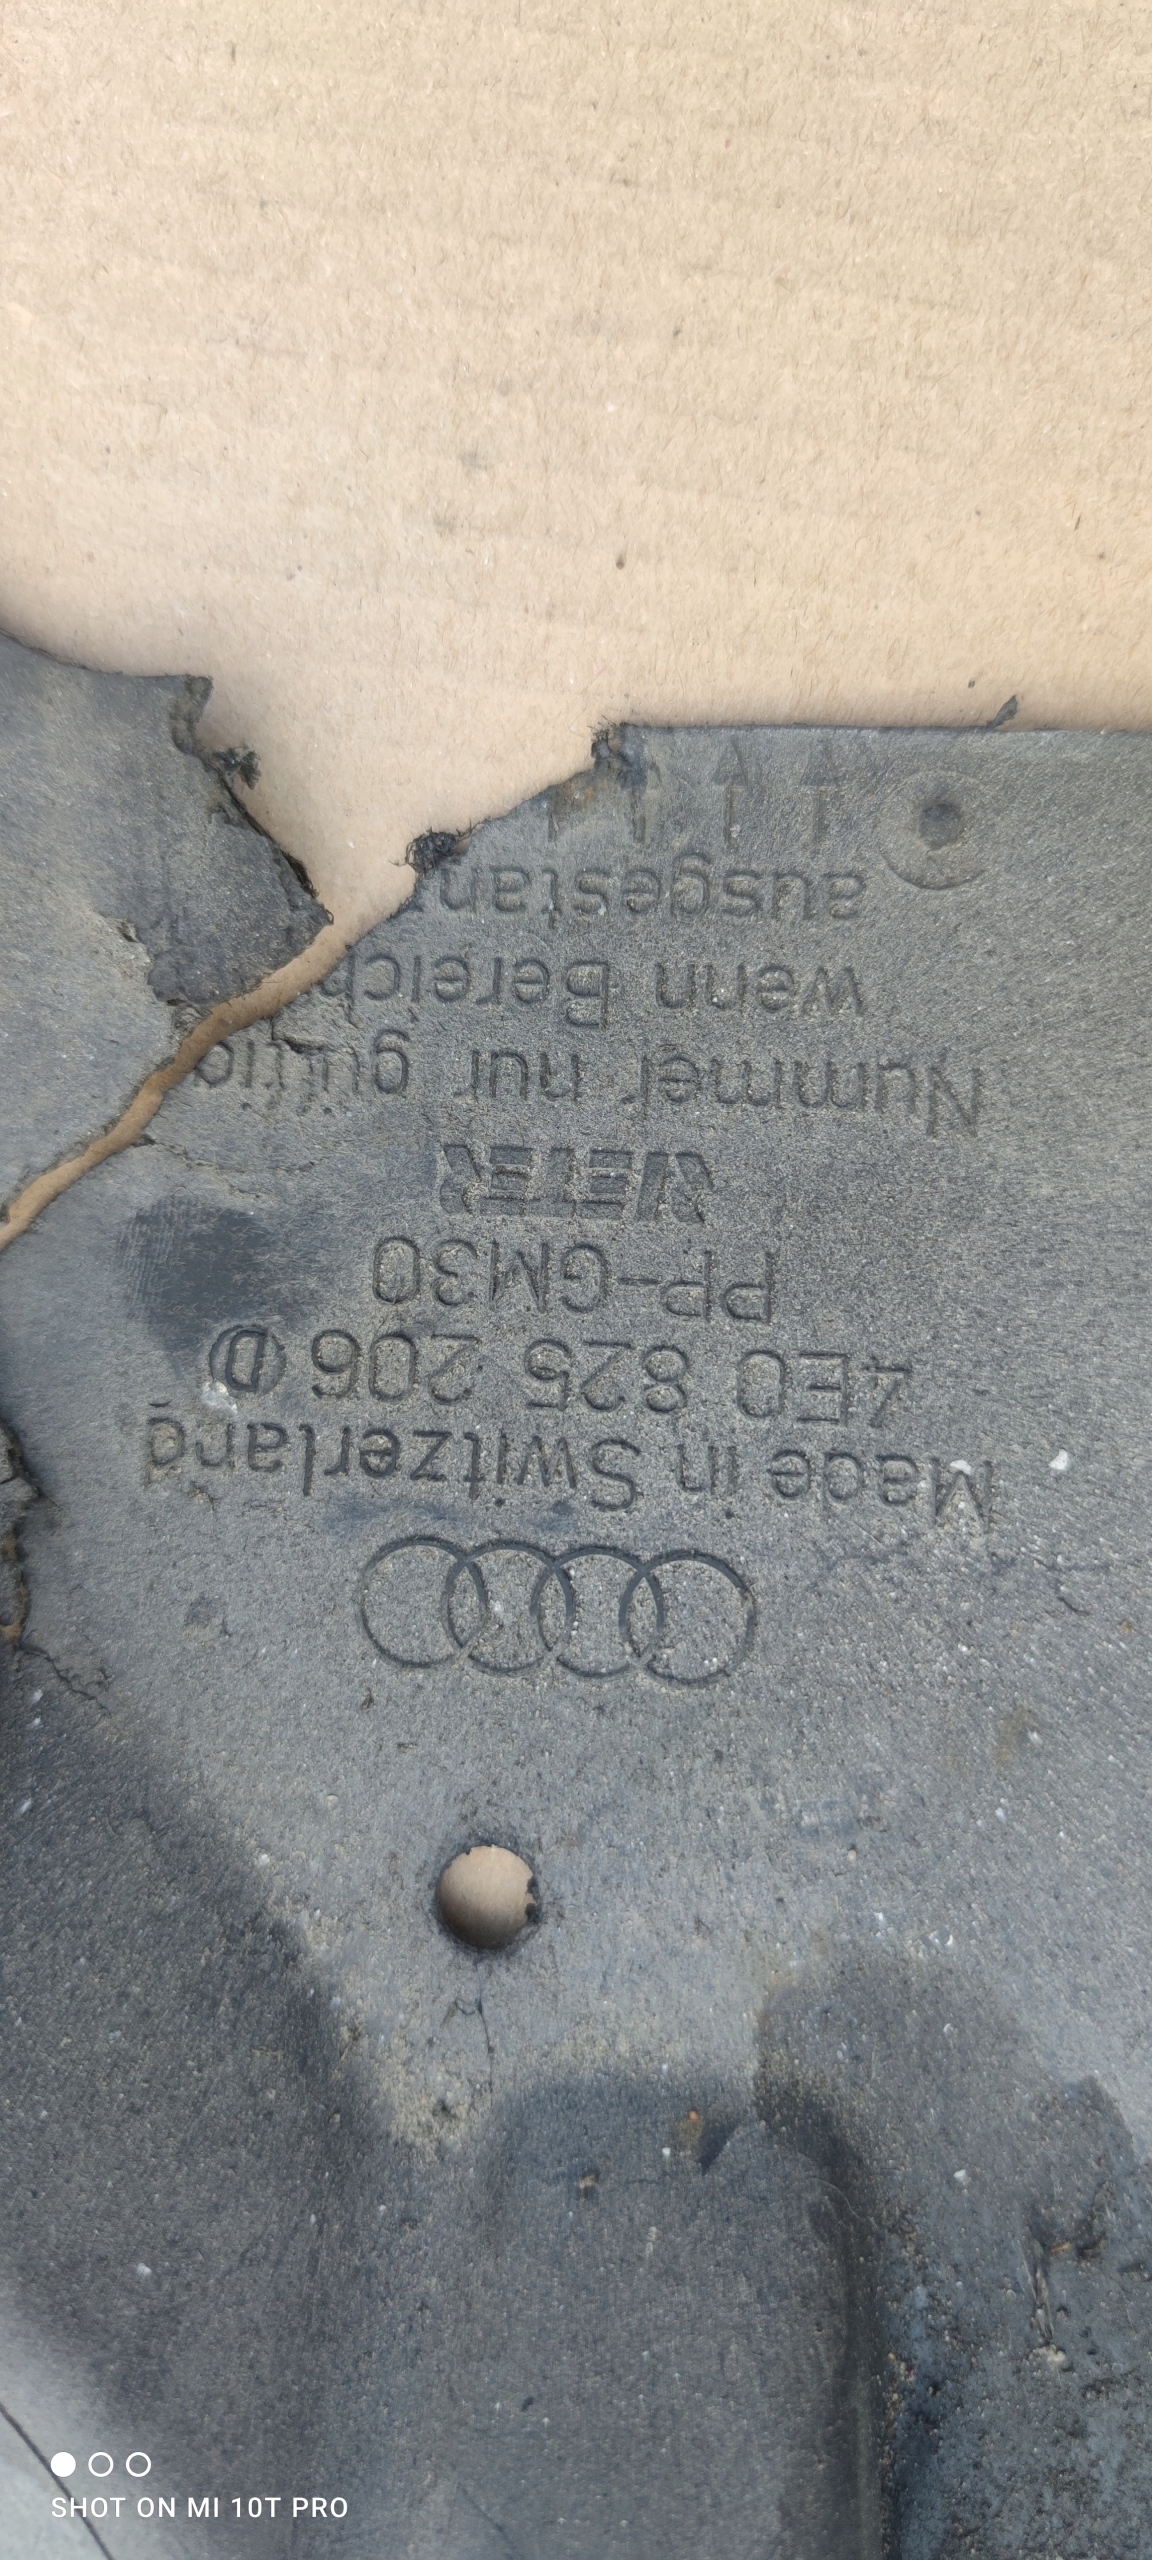 Made in Switzerland
4E0 825 206 D
PP-GM30
RIETER
Nummer nur gültig
wenn Bereich
ausgestan
SHOT ON MI 10T PRO